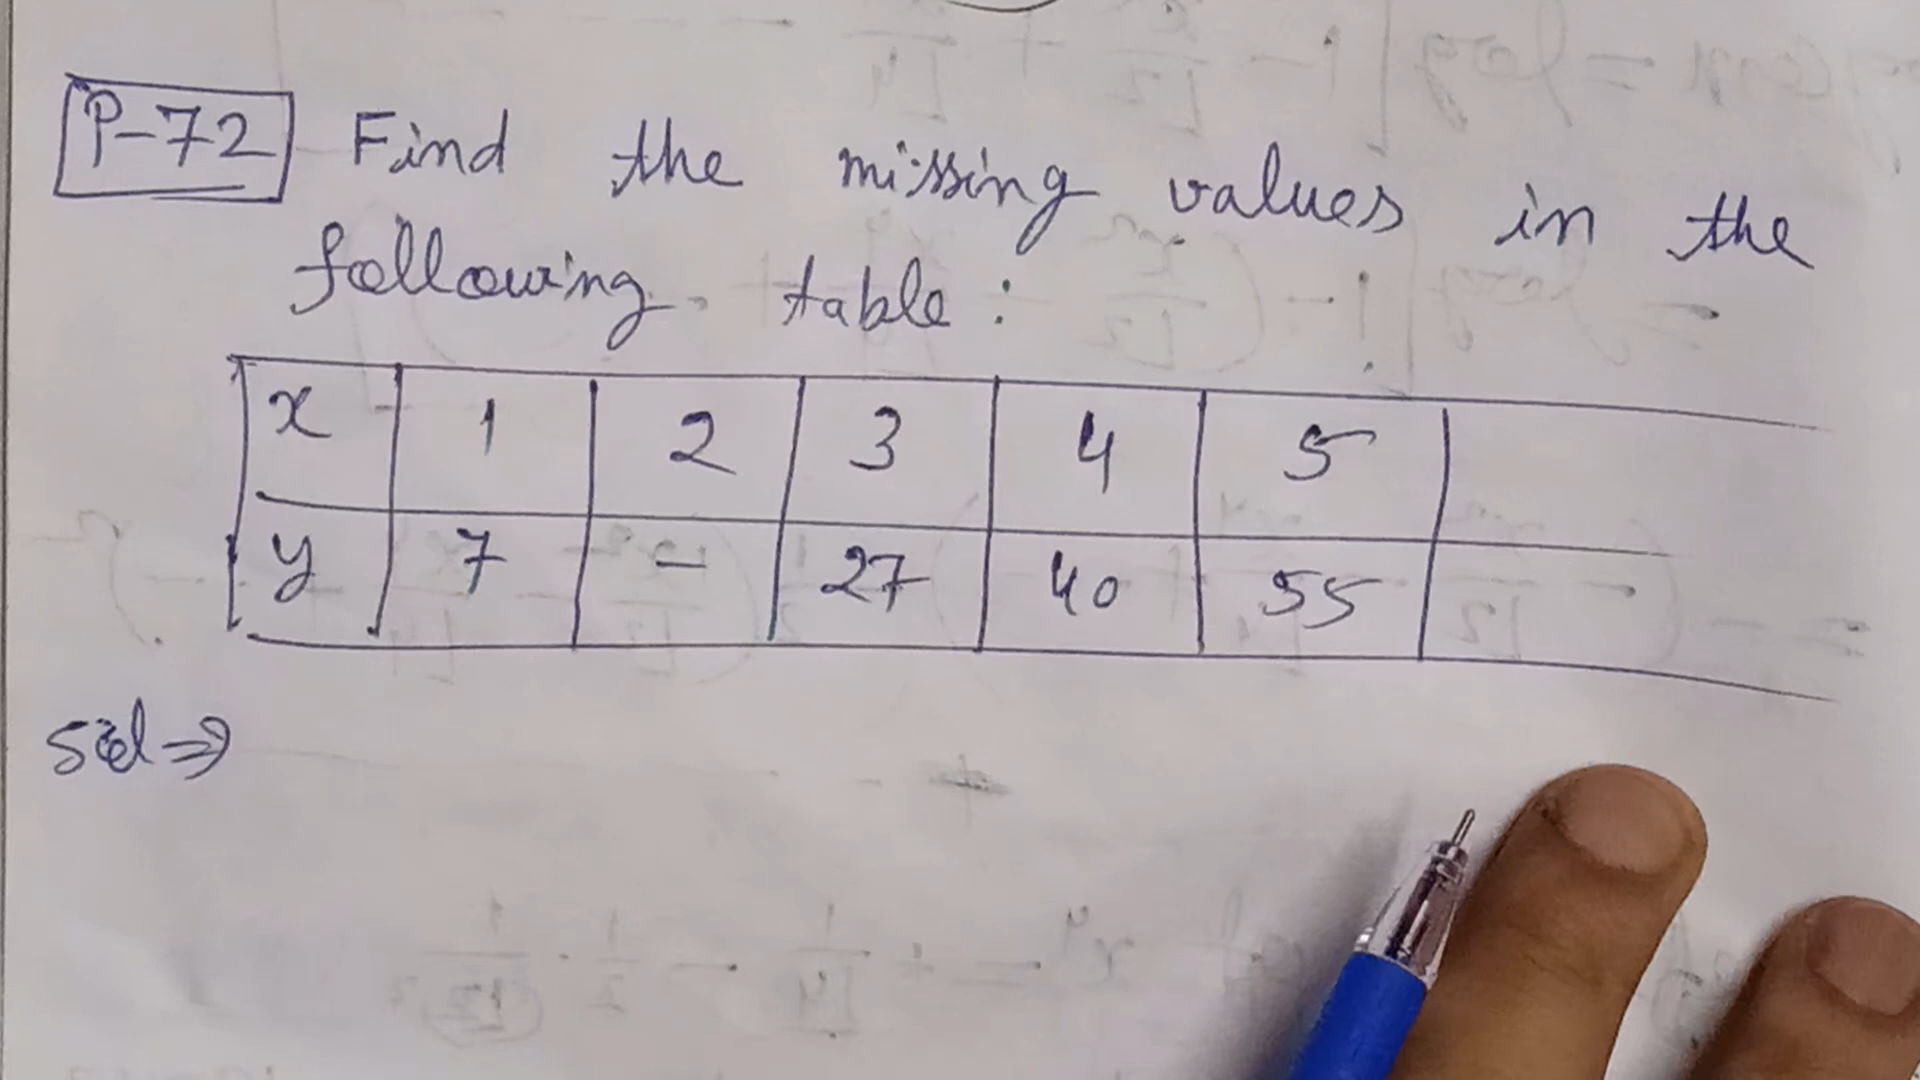 P-72 Find the missing values in the
following table :
x 1 2 3 4 5
y 7 - 27 40 55
Sol ⇒